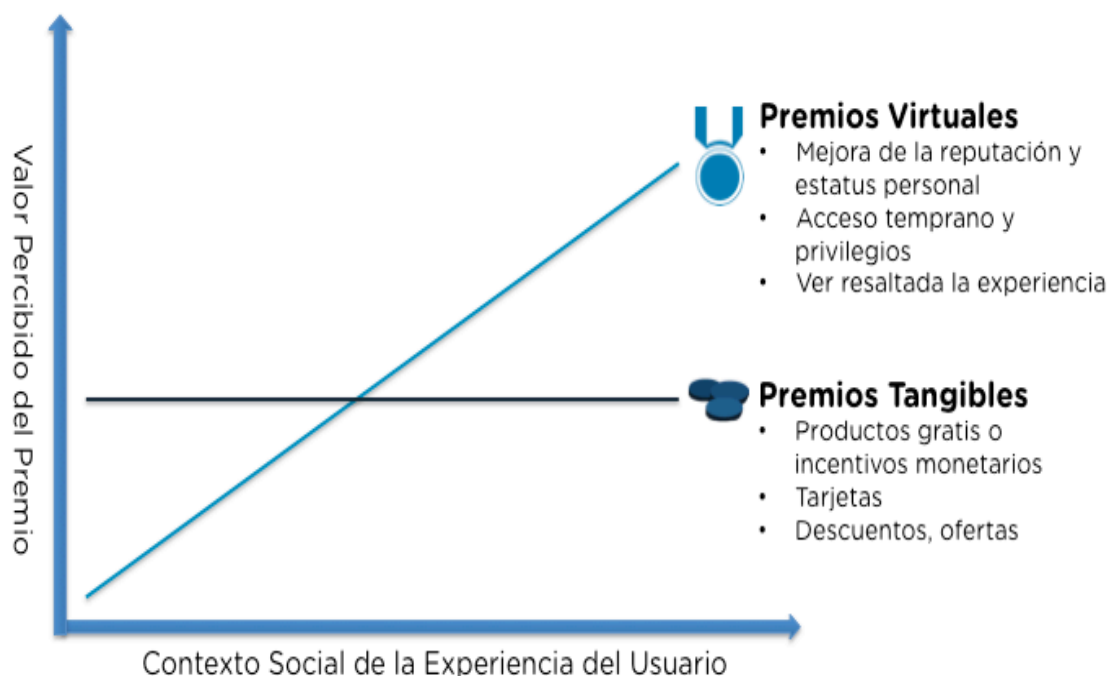 Valor Percibido del Premio
Premios Virtuales
• Mejora de la reputación y
estatus personal
• Acceso temprano y
privilegios
• Ver resaltada la experiencia
Premios Tangibles
• Productos gratis o
incentivos monetarios
• Tarjetas
• Descuentos, ofertas
Contexto Social de la Experiencia del Usuario